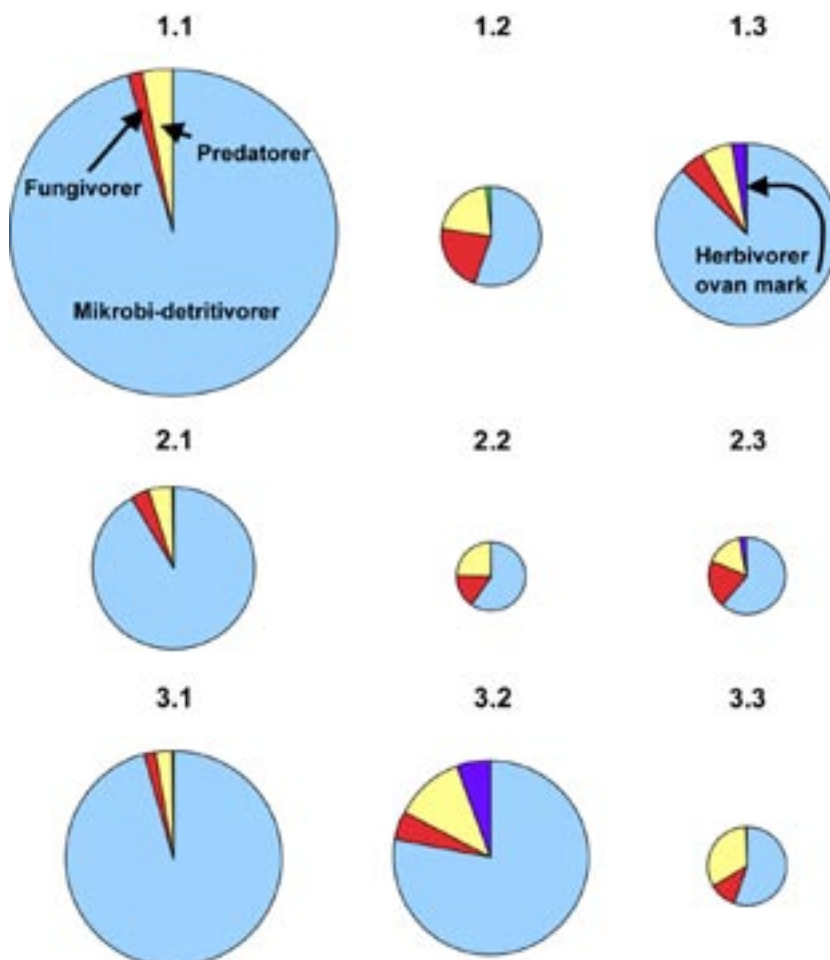 1.1
1.2
1.3
Predatorer
Fungivorer
Mikrobi-detritivorer
Herbivorer
ovan mark
2.1
2.2
2.3
3.1
3.2
3.3